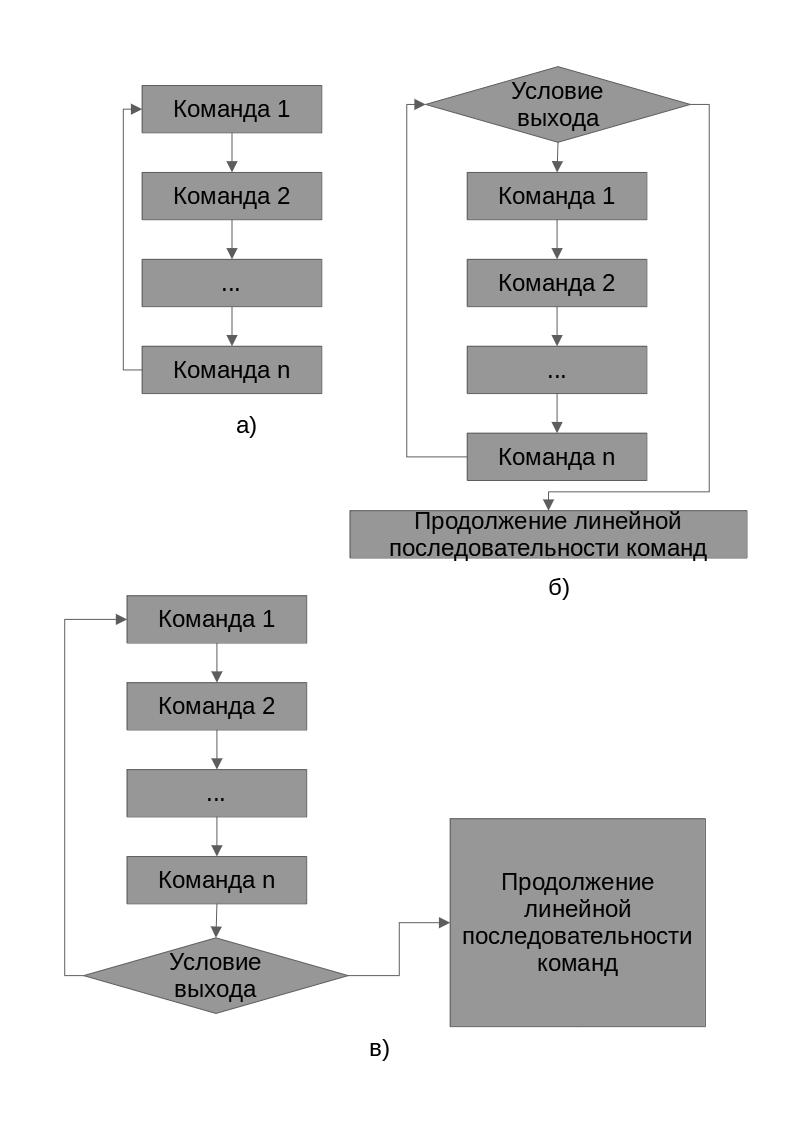 Команда 1
Команда 2
...
Команда n
а)
Условие
выхода
Команда 1
Команда 2
...
Команда n
Продолжение линейной
последовательности команд
б)
Команда 1
Команда 2
...
Команда n
Условие
выхода
Продолжение
линейной
последовательности
команд
в)